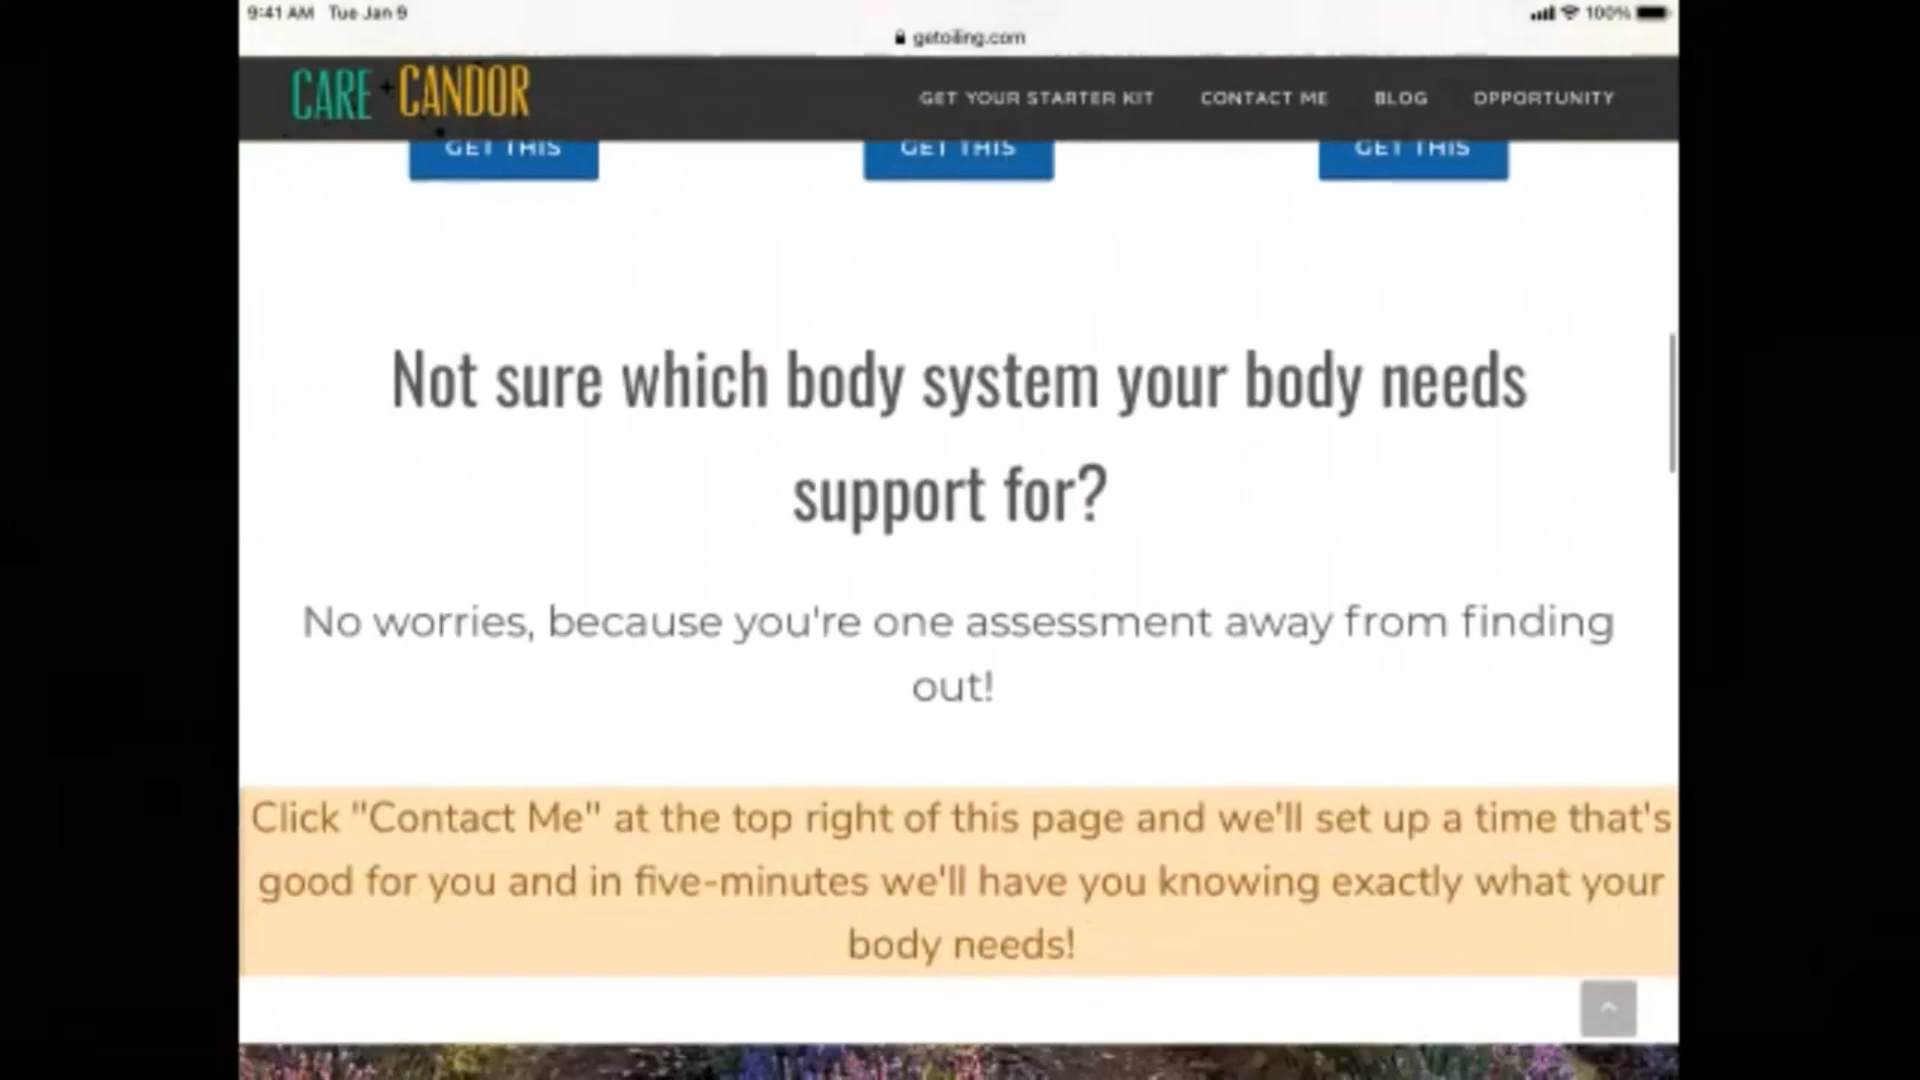 9:41 AM Tue Jan 9
100%
getoiling.com
CARE + CANDOR
GET YOUR STARTER KIT CONTACT ME BLOG OPPORTUNITY
GET THIS GET THIS GET THIS
Not sure which body system your body needs
support for?
No worries, because you're one assessment away from finding
out!
Click "Contact Me" at the top right of this page and we'll set up a time that's
good for you and in five-minutes we'll have you knowing exactly what your
body needs!